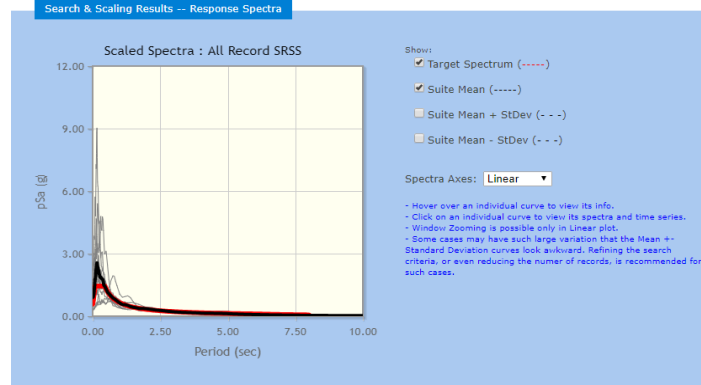 Search & Scaling Results -- Response Spectra
Scaled Spectra : All Record SRSS
12.00
9.00
6.00
3.00
0.00
pSa (g)
0.00 2.50 5.00 7.50 10.00
Period (sec)
Show:
Target Spectrum (-----)
Suite Mean (-----)
Suite Mean + StDev (- - -)
Suite Mean - StDev (- - -)
Spectra Axes: Linear
- Hover over an individual curve to view its info.
- Click on an individual curve to view its spectra and time series.
- Window Zooming is possible only in Linear plot.
- Some cases may have such large variation that the Mean +-
Standard Deviation curves look awkward. Refining the search
criteria, or even reducing the numer of records, is recommended for
such cases.